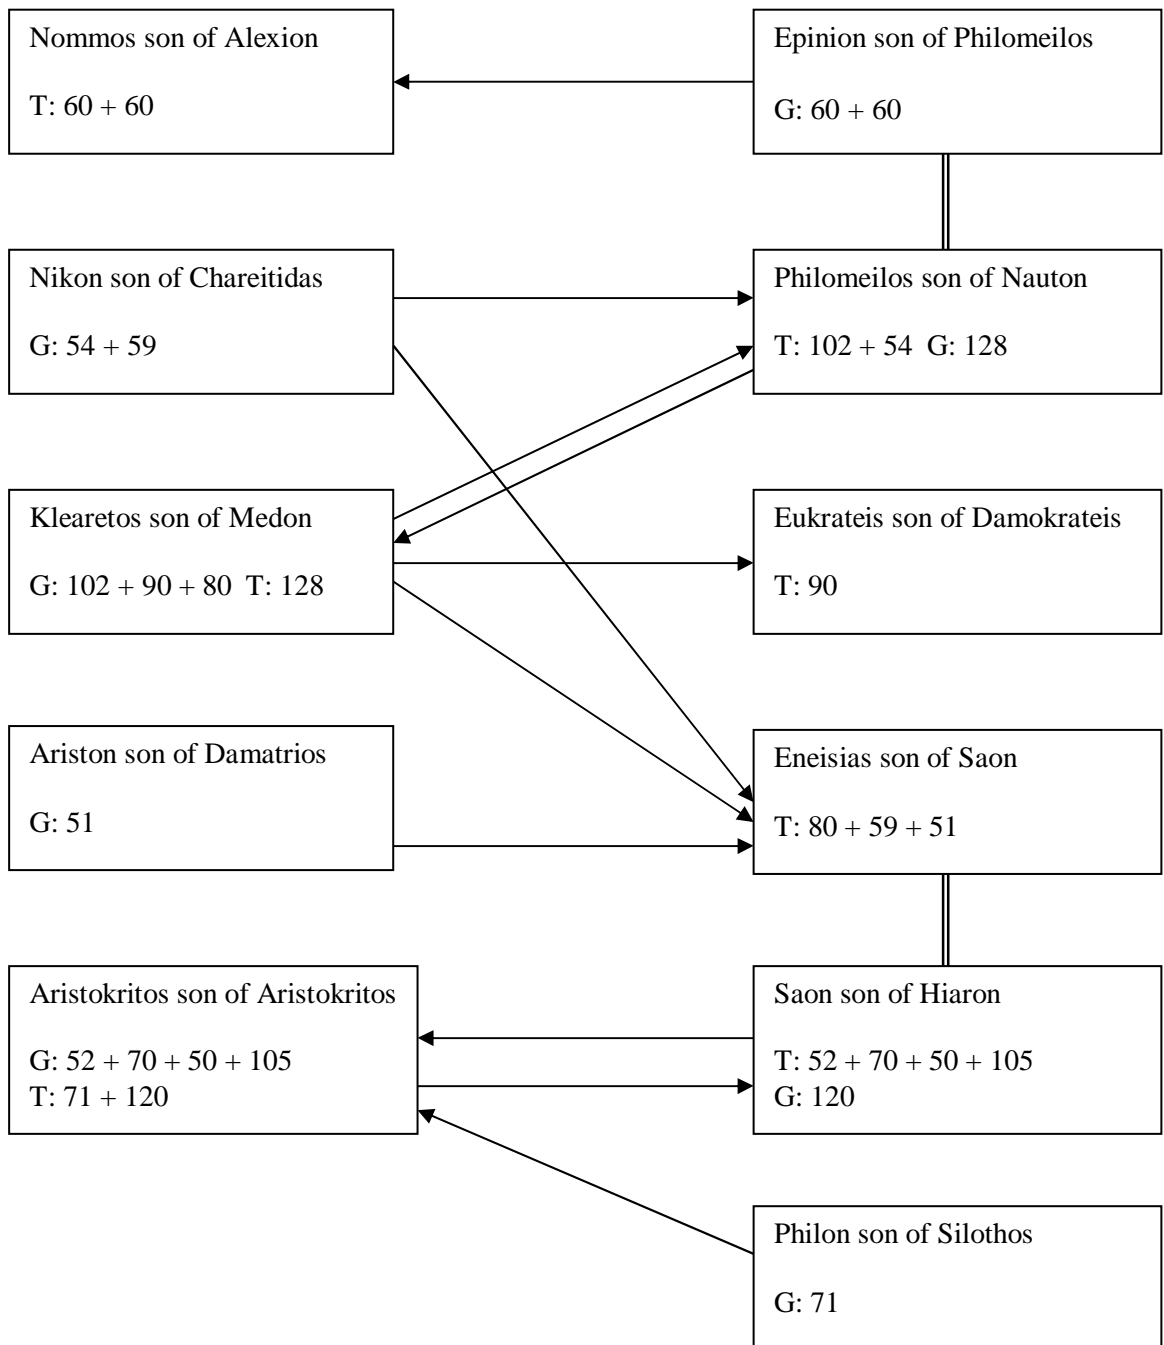 Nommos son of Alexion
T: 60 + 60
Epinion son of Philomeilos
G: 60 + 60
Nikon son of Chareitidas
G: 54 + 59
Philomeilos son of Nauton
T: 102 + 54  G: 128
Klearetos son of Medon
G: 102 + 90 + 80  T: 128
Eukrateis son of Damokrateis
T: 90
Ariston son of Damatrios
G: 51
Eneisias son of Saon
T: 80 + 59 + 51
Aristokritos son of Aristokritos
G: 52 + 70 + 50 + 105
T: 71 + 120
Saon son of Hiaron
T: 52 + 70 + 50 + 105
G: 120
Philon son of Silothos
G: 71